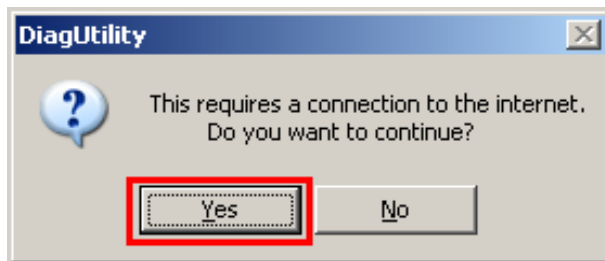 DiagUtility
This requires a connection to the internet.
Do you want to continue?
Yes
No